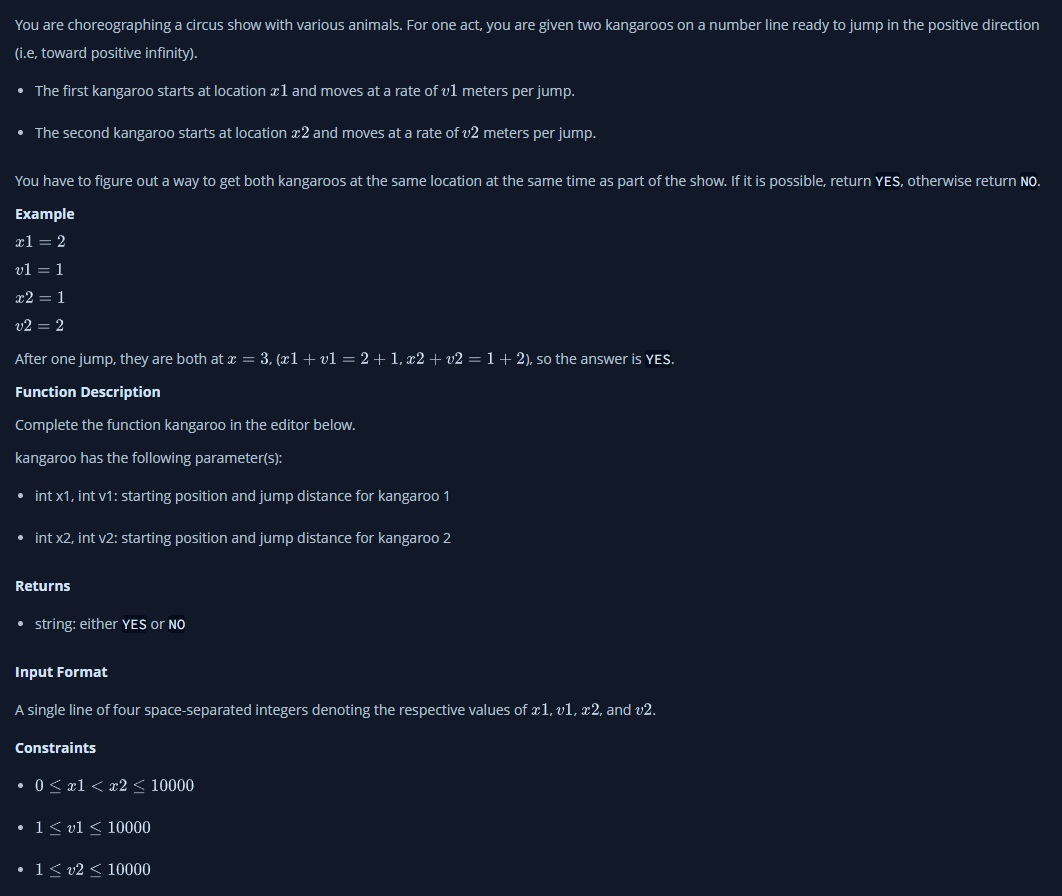 You are choreographing a circus show with various animals. For one act, you are given two kangaroos on a number line ready to jump in the positive direction
(i.e, toward positive infinity).
• The first kangaroo starts at location x1 and moves at a rate of v1 meters per jump.
• The second kangaroo starts at location x2 and moves at a rate of v2 meters per jump.
You have to figure out a way to get both kangaroos at the same location at the same time as part of the show. If it is possible, return YES, otherwise return NO.
Example
x1 = 2
v1 = 1
x2 = 1
v2 = 2
After one jump, they are both at x = 3, (x1 + v1 = 2 + 1, x2 + v2 = 1 + 2), so the answer is YES.
Function Description
Complete the function kangaroo in the editor below.
kangaroo has the following parameter(s):
• int x1, int v1: starting position and jump distance for kangaroo 1
• int x2, int v2: starting position and jump distance for kangaroo 2
Returns
• string: either YES or NO
Input Format
A single line of four space-separated integers denoting the respective values of x1, v1, x2, and v2.
Constraints
• 0 ≤ x1 < x2 ≤ 10000
• 1 ≤ v1 ≤ 10000
• 1 ≤ v2 ≤ 10000